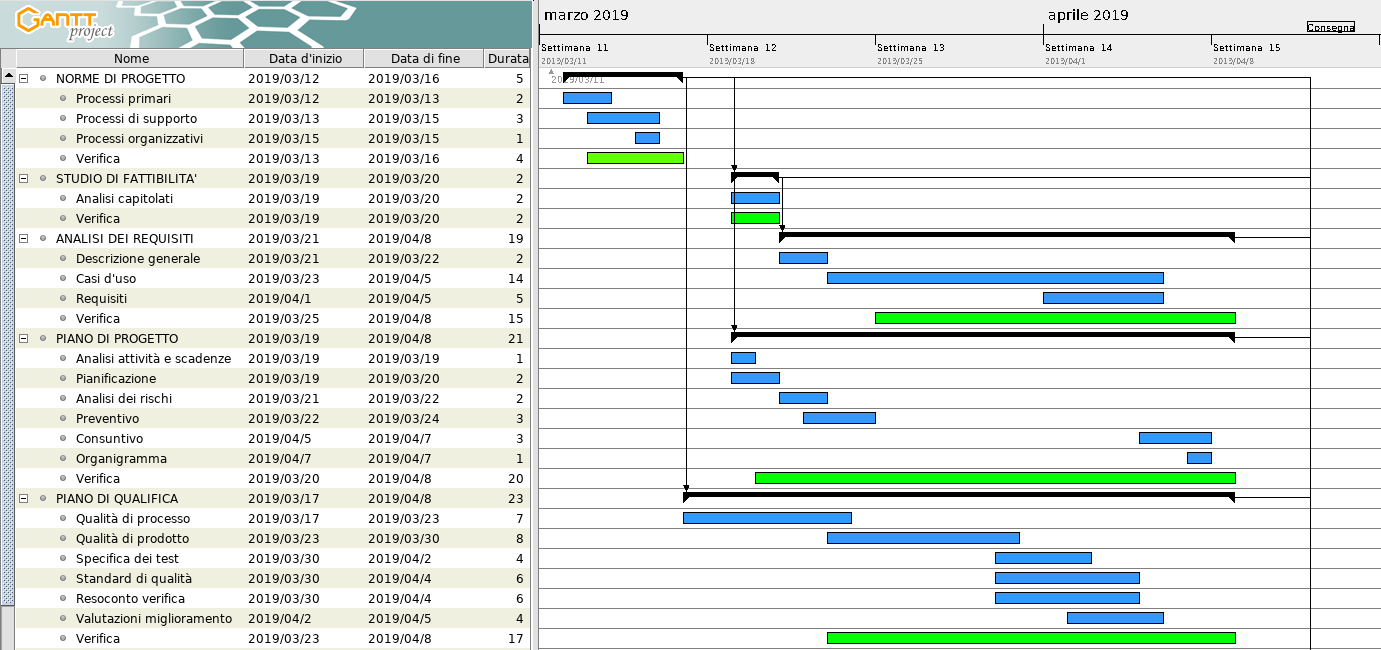 GANTT
project
marzo 2019
aprile 2019
Consegna
Settimana 11
Settimana 12
Settimana 13
Settimana 14
Settimana 15
2019/03/11
2019/03/18
2019/03/25
2019/04/1
2019/04/8
2019/03/11
Nome Data d'inizio Data di fine Durata
NORME DI PROGETTO 2019/03/12 2019/03/16 5
Processi primari 2019/03/12 2019/03/13 2
Processi di supporto 2019/03/13 2019/03/15 3
Processi organizzativi 2019/03/15 2019/03/15 1
Verifica 2019/03/13 2019/03/16 4
STUDIO DI FATTIBILITA' 2019/03/19 2019/03/20 2
Analisi capitolati 2019/03/19 2019/03/20 2
Verifica 2019/03/19 2019/03/20 2
ANALISI DEI REQUISITI 2019/03/21 2019/04/8 19
Descrizione generale 2019/03/21 2019/03/22 2
Casi d'uso 2019/03/23 2019/04/5 14
Requisiti 2019/04/1 2019/04/5 5
Verifica 2019/03/25 2019/04/8 15
PIANO DI PROGETTO 2019/03/19 2019/04/8 21
Analisi attività e scadenze 2019/03/19 2019/03/19 1
Pianificazione 2019/03/19 2019/03/20 2
Analisi dei rischi 2019/03/21 2019/03/22 2
Preventivo 2019/03/22 2019/03/24 3
Consuntivo 2019/04/5 2019/04/7 3
Organigramma 2019/04/7 2019/04/7 1
Verifica 2019/03/20 2019/04/8 20
PIANO DI QUALIFICA 2019/03/17 2019/04/8 23
Qualità di processo 2019/03/17 2019/03/23 7
Qualità di prodotto 2019/03/23 2019/03/30 8
Specifica dei test 2019/03/30 2019/04/2 4
Standard di qualità 2019/03/30 2019/04/4 6
Resoconto verifica 2019/03/30 2019/04/4 6
Valutazioni miglioramento 2019/04/2 2019/04/5 4
Verifica 2019/03/23 2019/04/8 17